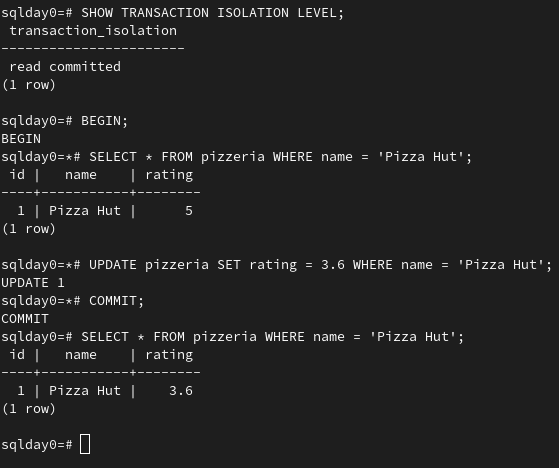 sqlday0=# SHOW TRANSACTION ISOLATION LEVEL;
 transaction_isolation
-----------------------
 read committed
(1 row)

sqlday0=# BEGIN;
BEGIN
sqlday0=*# SELECT * FROM pizzeria WHERE name = 'Pizza Hut';
 id |   name    | rating
----+-----------+--------
  1 | Pizza Hut |      5
(1 row)

sqlday0=*# UPDATE pizzeria SET rating = 3.6 WHERE name = 'Pizza Hut';
UPDATE 1
sqlday0=*# COMMIT;
COMMIT
sqlday0=# SELECT * FROM pizzeria WHERE name = 'Pizza Hut';
 id |   name    | rating
----+-----------+--------
  1 | Pizza Hut |    3.6
(1 row)

sqlday0=#